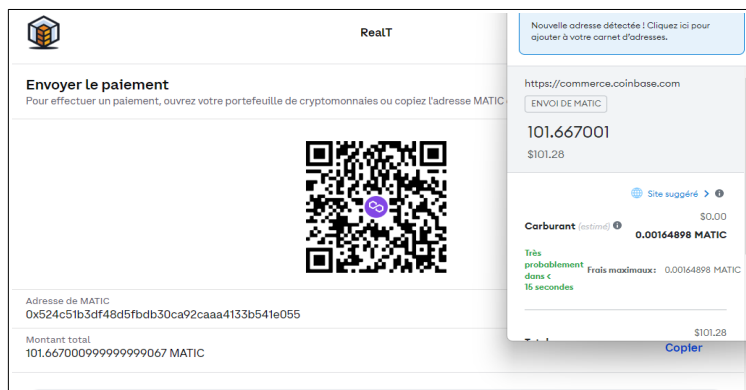 RealT
Envoyer le paiement
Pour effectuer un paiement, ouvrez votre portefeuille de cryptomonnaies ou copiez l'adresse MATIC
Adresse de MATIC
0x524c51b3df48d5fbdb30ca92caaa4133b541e055
Montant total
101.667000999999999067 MATIC
Nouvelle adresse détectée ! Cliquez ici pour
ajouter à votre carnet d'adresses.
https://commerce.coinbase.com
ENVOI DE MATIC
101.667001
$101.28
Site suggéré >
$0.00
Carburant (estimé)
0.00164898 MATIC
Très
probablement
dans <
15 secondes
Frais maximaux: 0.00164898 MATIC
$101.28
Copier